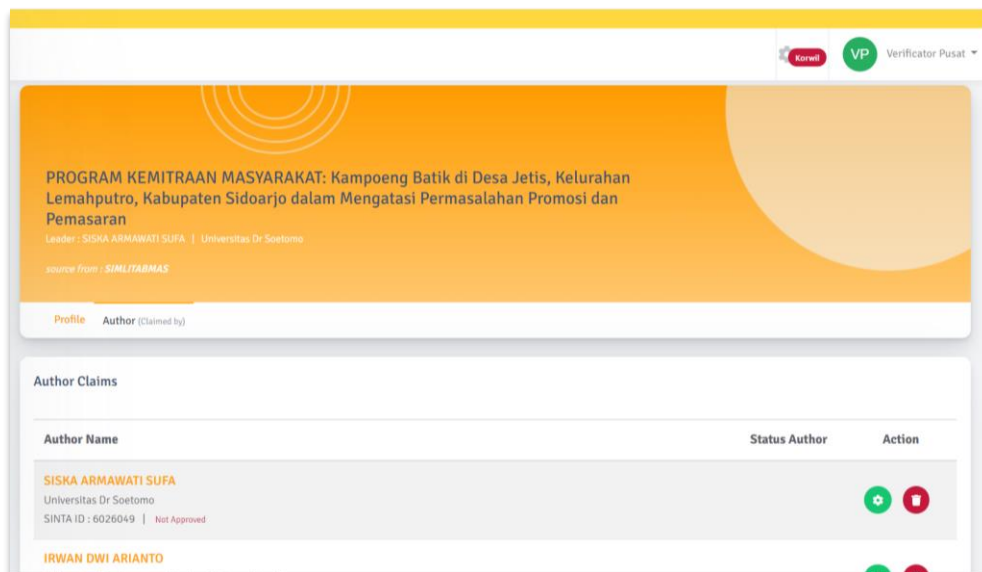 Korwil
VP Verificator Pusat
PROGRAM KEMITRAAN MASYARAKAT: Kampoeng Batik di Desa Jetis, Kelurahan
Lemahputro, Kabupaten Sidoarjo dalam Mengatasi Permasalahan Promosi dan
Pemasaran
Leader : SISKA ARMAWATI SUFA | Universitas Dr Soetomo
source from : SIMLITABMAS
Profile Author (Claimed by)
Author Claims
Author Name Status Author Action
SISKA ARMAWATI SUFA
Universitas Dr Soetomo
SINTA ID : 6026049 | Not Approved
IRWAN DWI ARIANTO